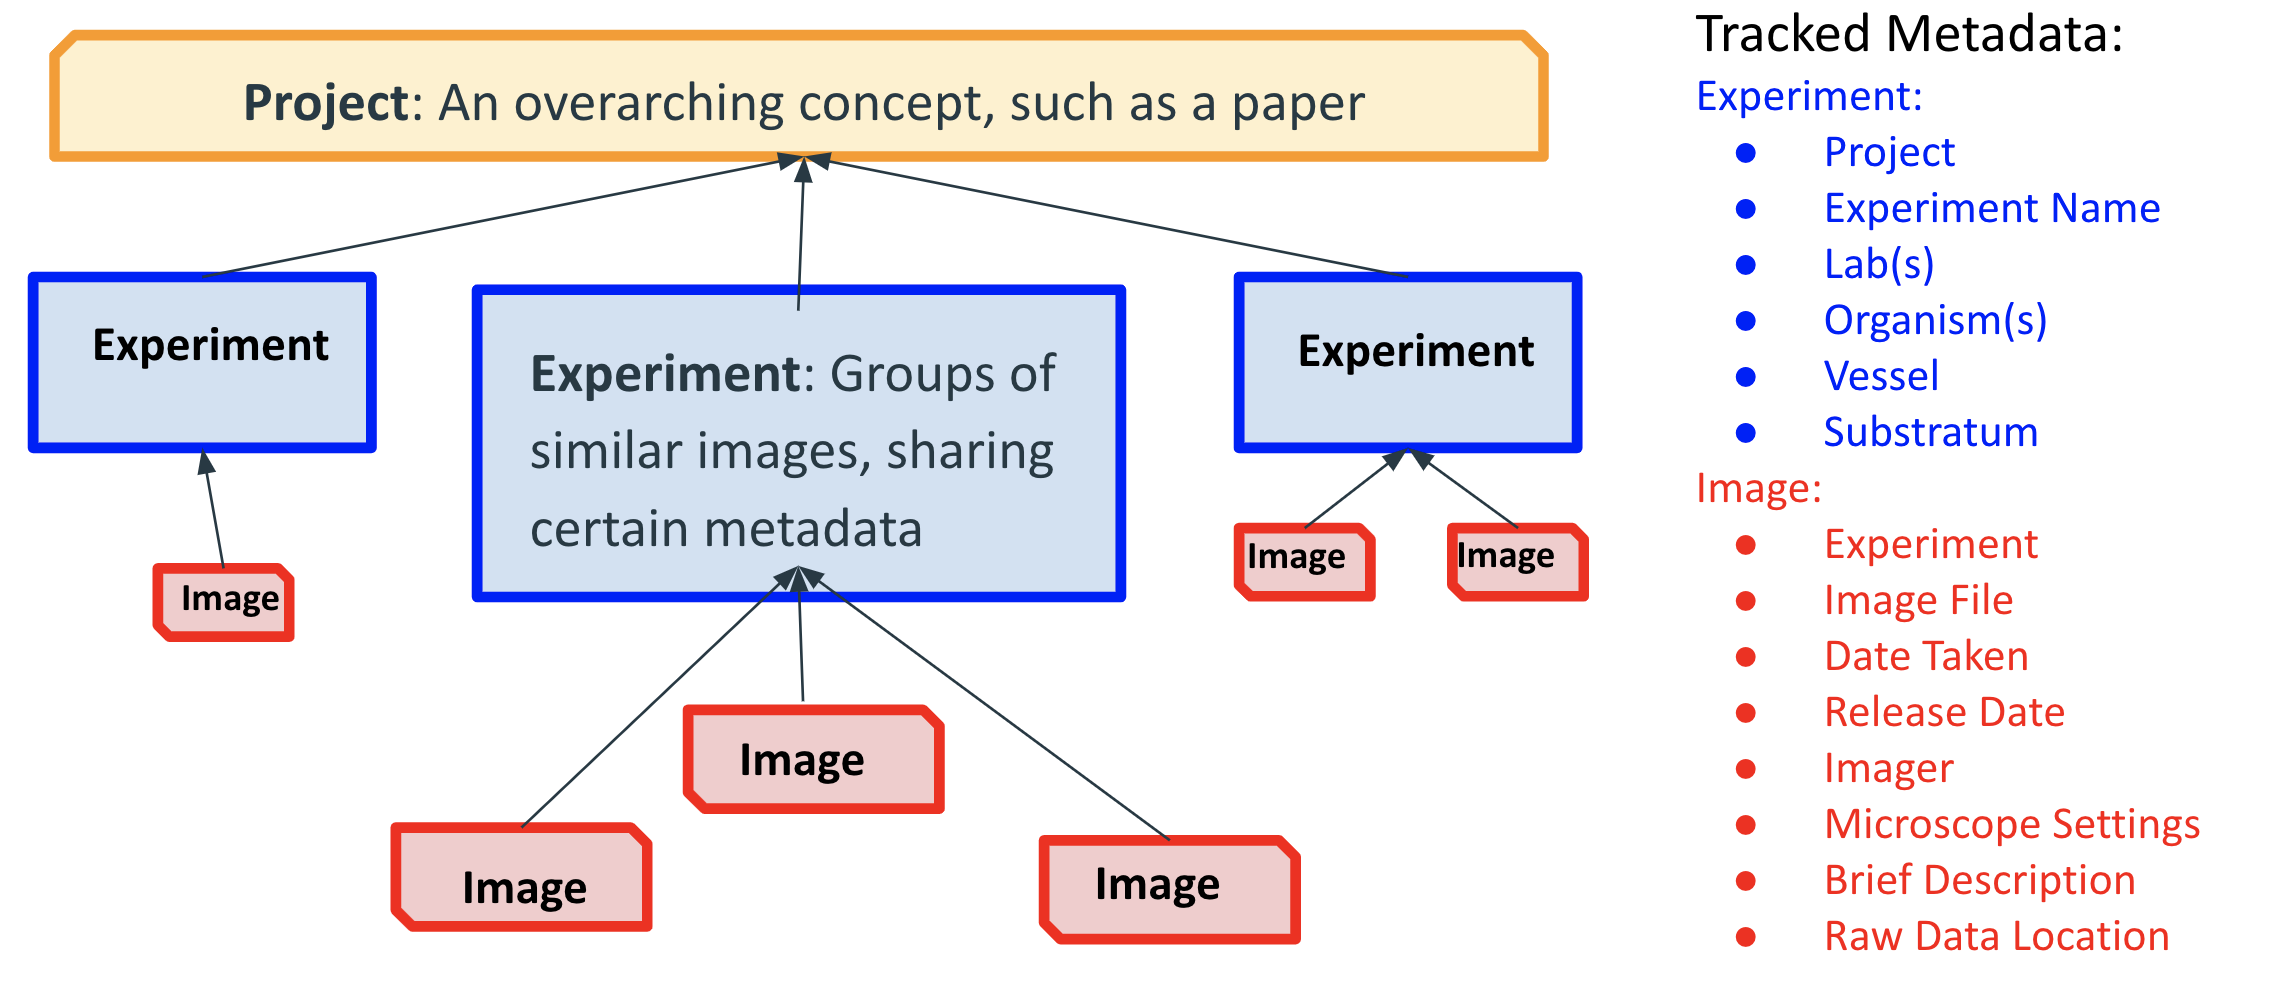 Project: An overarching concept, such as a paper
Experiment
Experiment: Groups of
similar images, sharing
certain metadata
Experiment
Image
Image
Image
Image
Image
Image
Tracked Metadata:
Experiment:
● Project
● Experiment Name
● Lab(s)
● Organism(s)
● Vessel
● Substratum
Image:
● Experiment
● Image File
● Date Taken
● Release Date
● Imager
● Microscope Settings
● Brief Description
● Raw Data Location